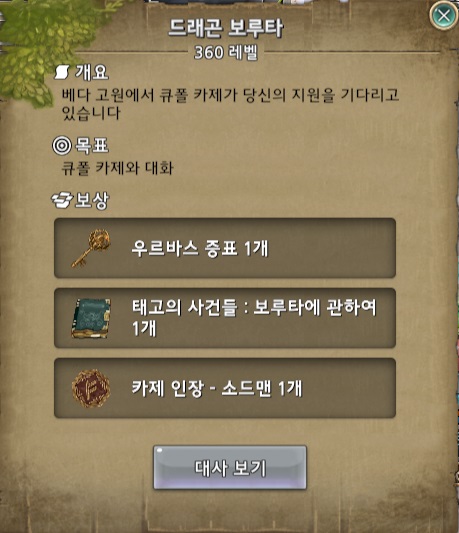 드래곤 보루타
360 레벨
개요
베다 고원에서 큐폴 카제가 당신의 지원을 기다리고
있습니다
목표
큐폴 카제와 대화
보상
우르바스 증표 1개
태고의 사건들 : 보루타에 관하여
1개
카제 인장 - 소드맨 1개
대사 보기